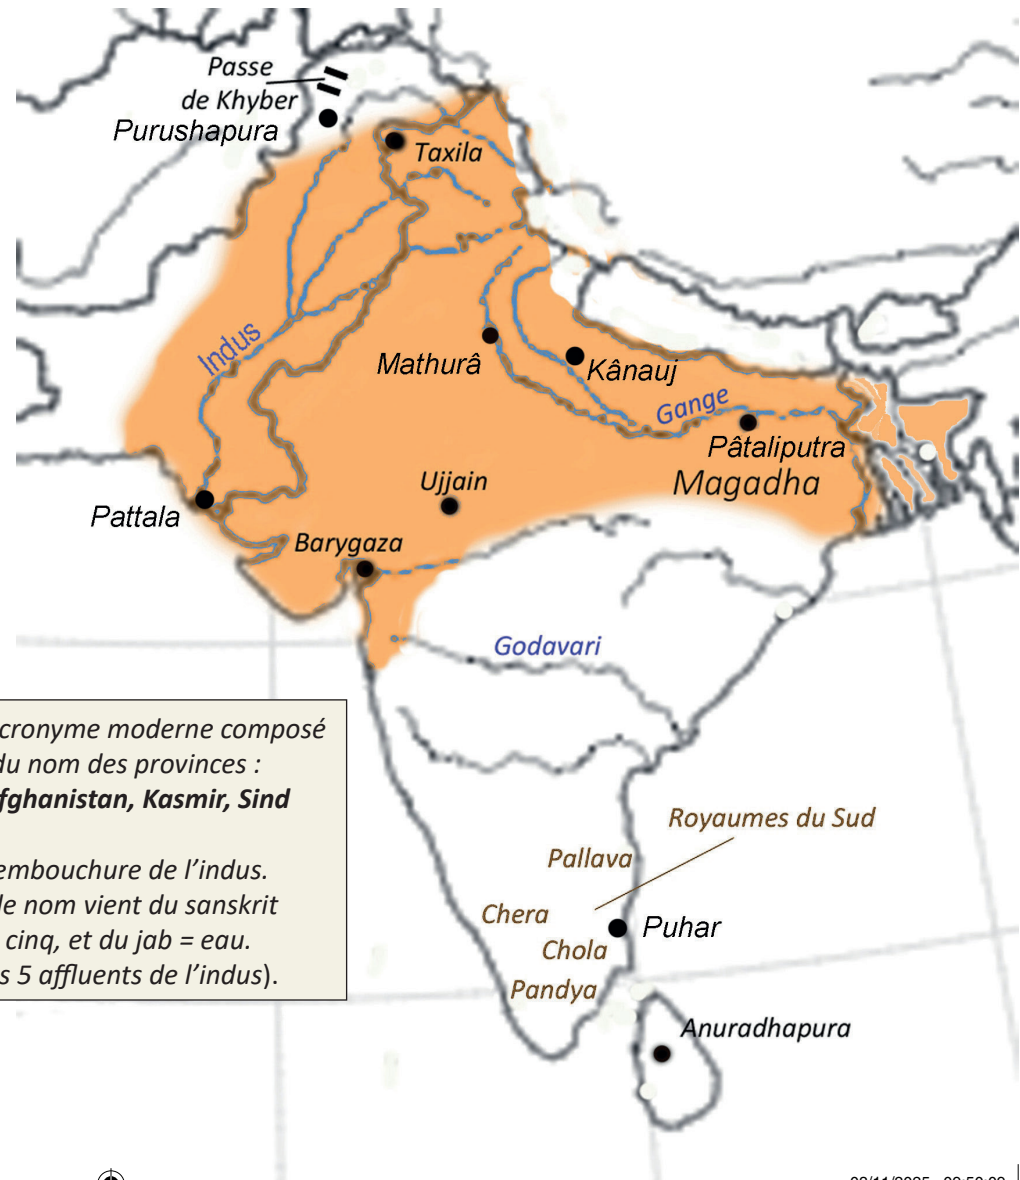 Passe
de Khyber
Purushapura
Taxila
Indus
Mathurâ
Kânauj
Gange
Pâtaliputra
Magadha
Ujjain
Pattala
Barygaza
Godavari
cronyme moderne composé
du nom des provinces :
fghanistan, Kasmir, Sind
embouchure de l’indus.
le nom vient du sanskrit
cinq, et du jab = eau.
s 5 affluents de l’indus).
Royaumes du Sud
Pallava
Chera
Puhar
Chola
Pandya
Anuradhapura